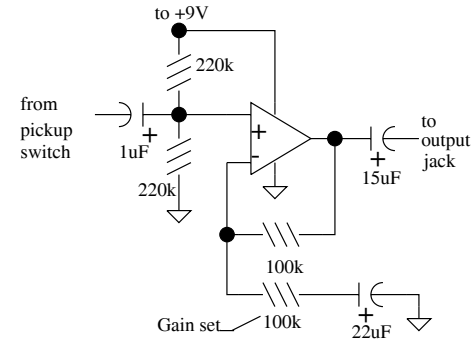 to +9V
220k
from
pickup
switch
+
1uF
220k
+
-
to
output
jack
+
15uF
100k
Gain set
100k
+
22uF